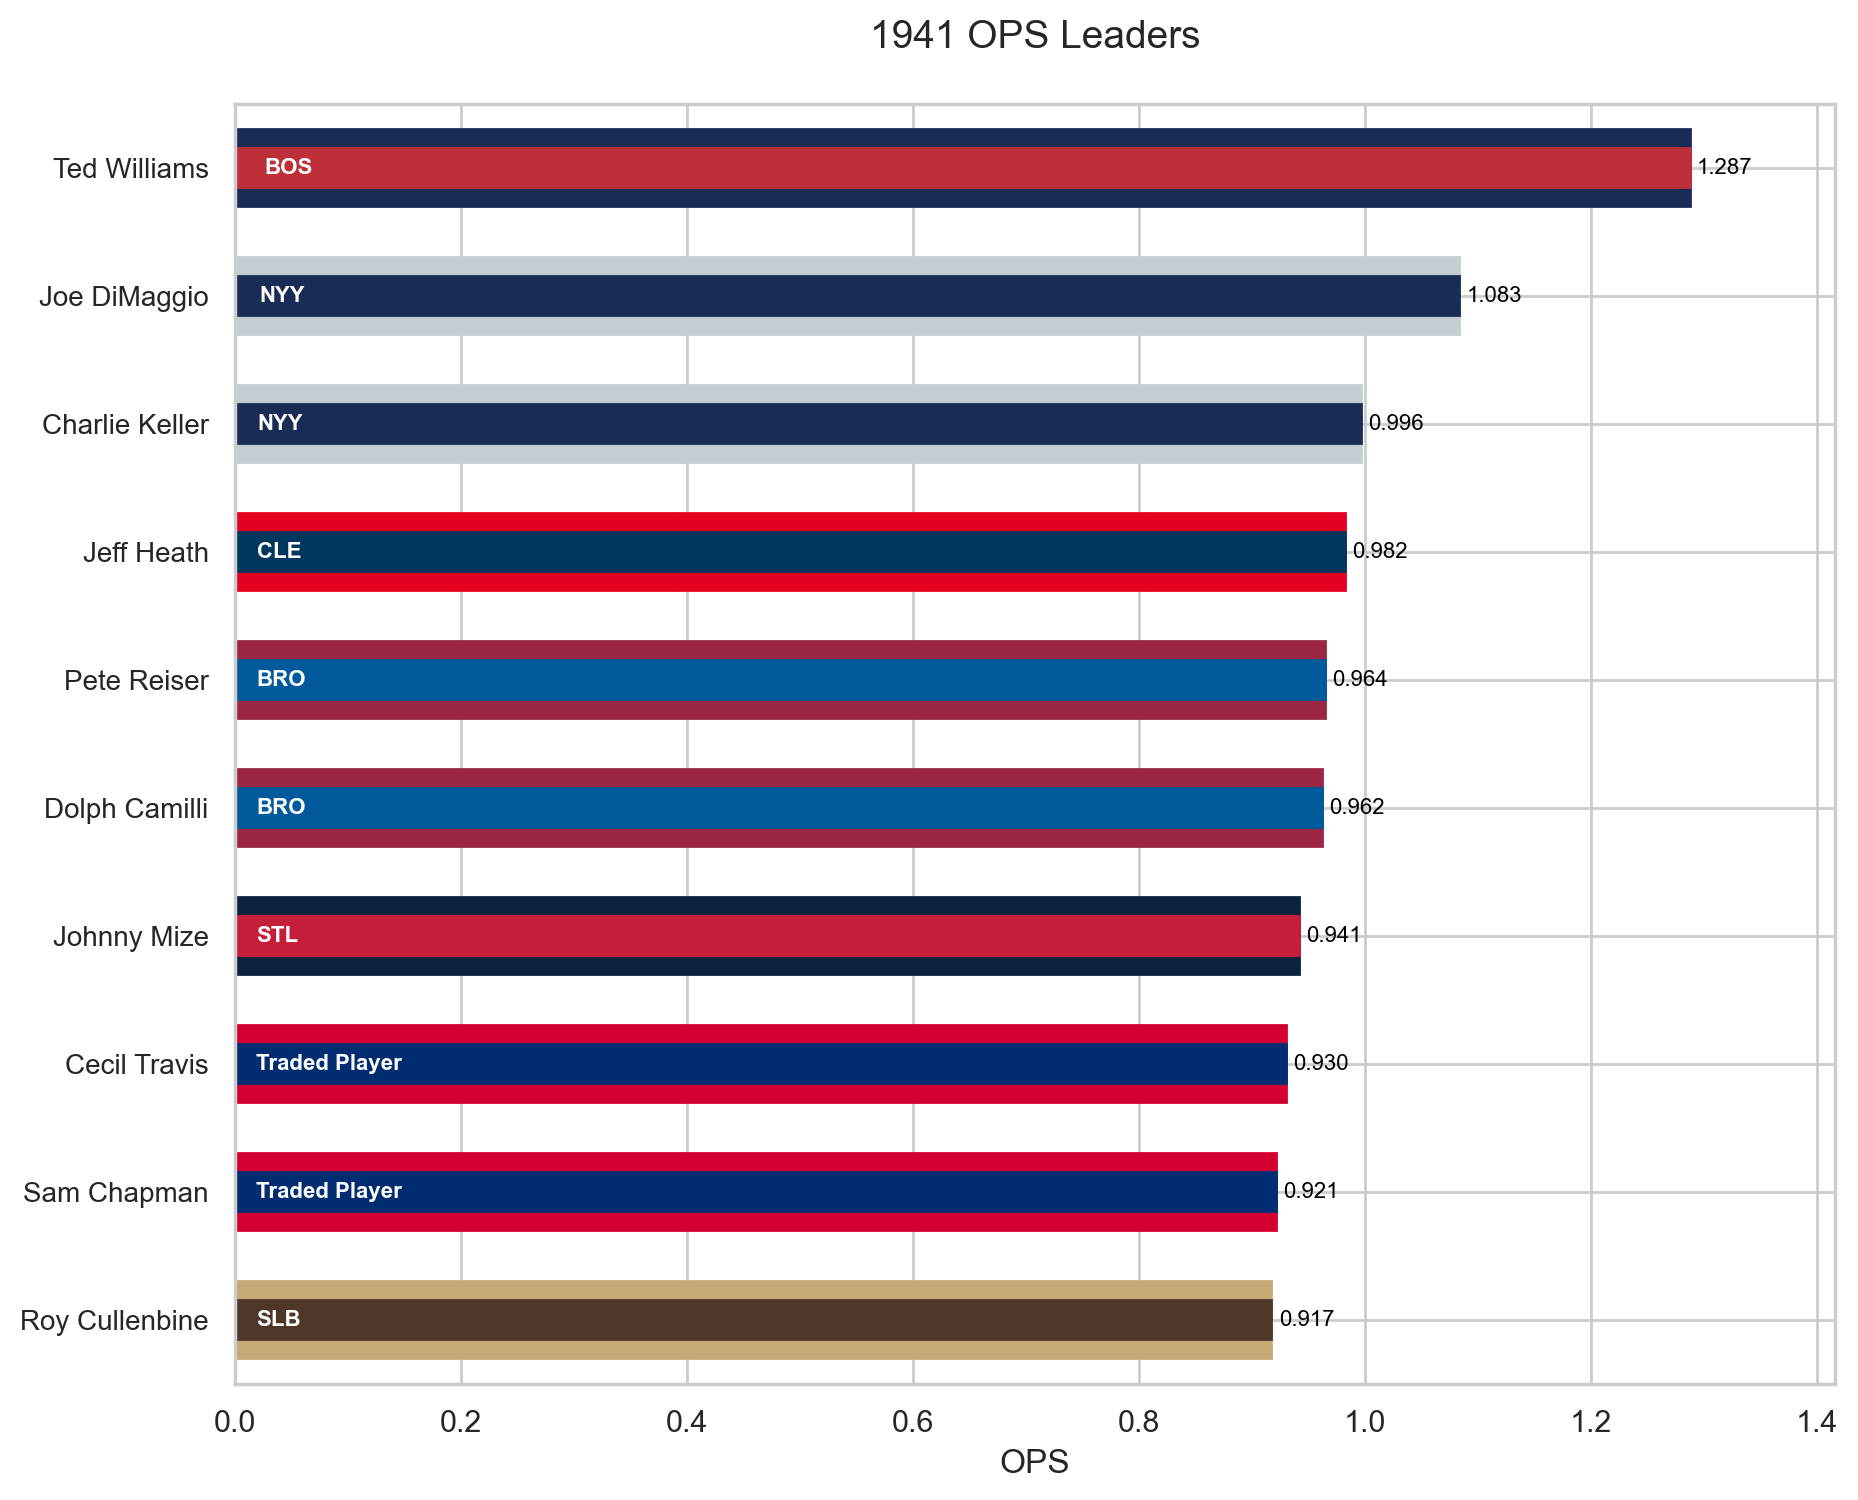 1941 OPS Leaders
Ted Williams BOS 1.287
Joe DiMaggio NYY 1.083
Charlie Keller NYY 0.996
Jeff Heath CLE 0.982
Pete Reiser BRO 0.964
Dolph Camilli BRO 0.962
Johnny Mize STL 0.941
Cecil Travis Traded Player 0.930
Sam Chapman Traded Player 0.921
Roy Cullenbine SLB 0.917
0.0 0.2 0.4 0.6 0.8 1.0 1.2 1.4
OPS